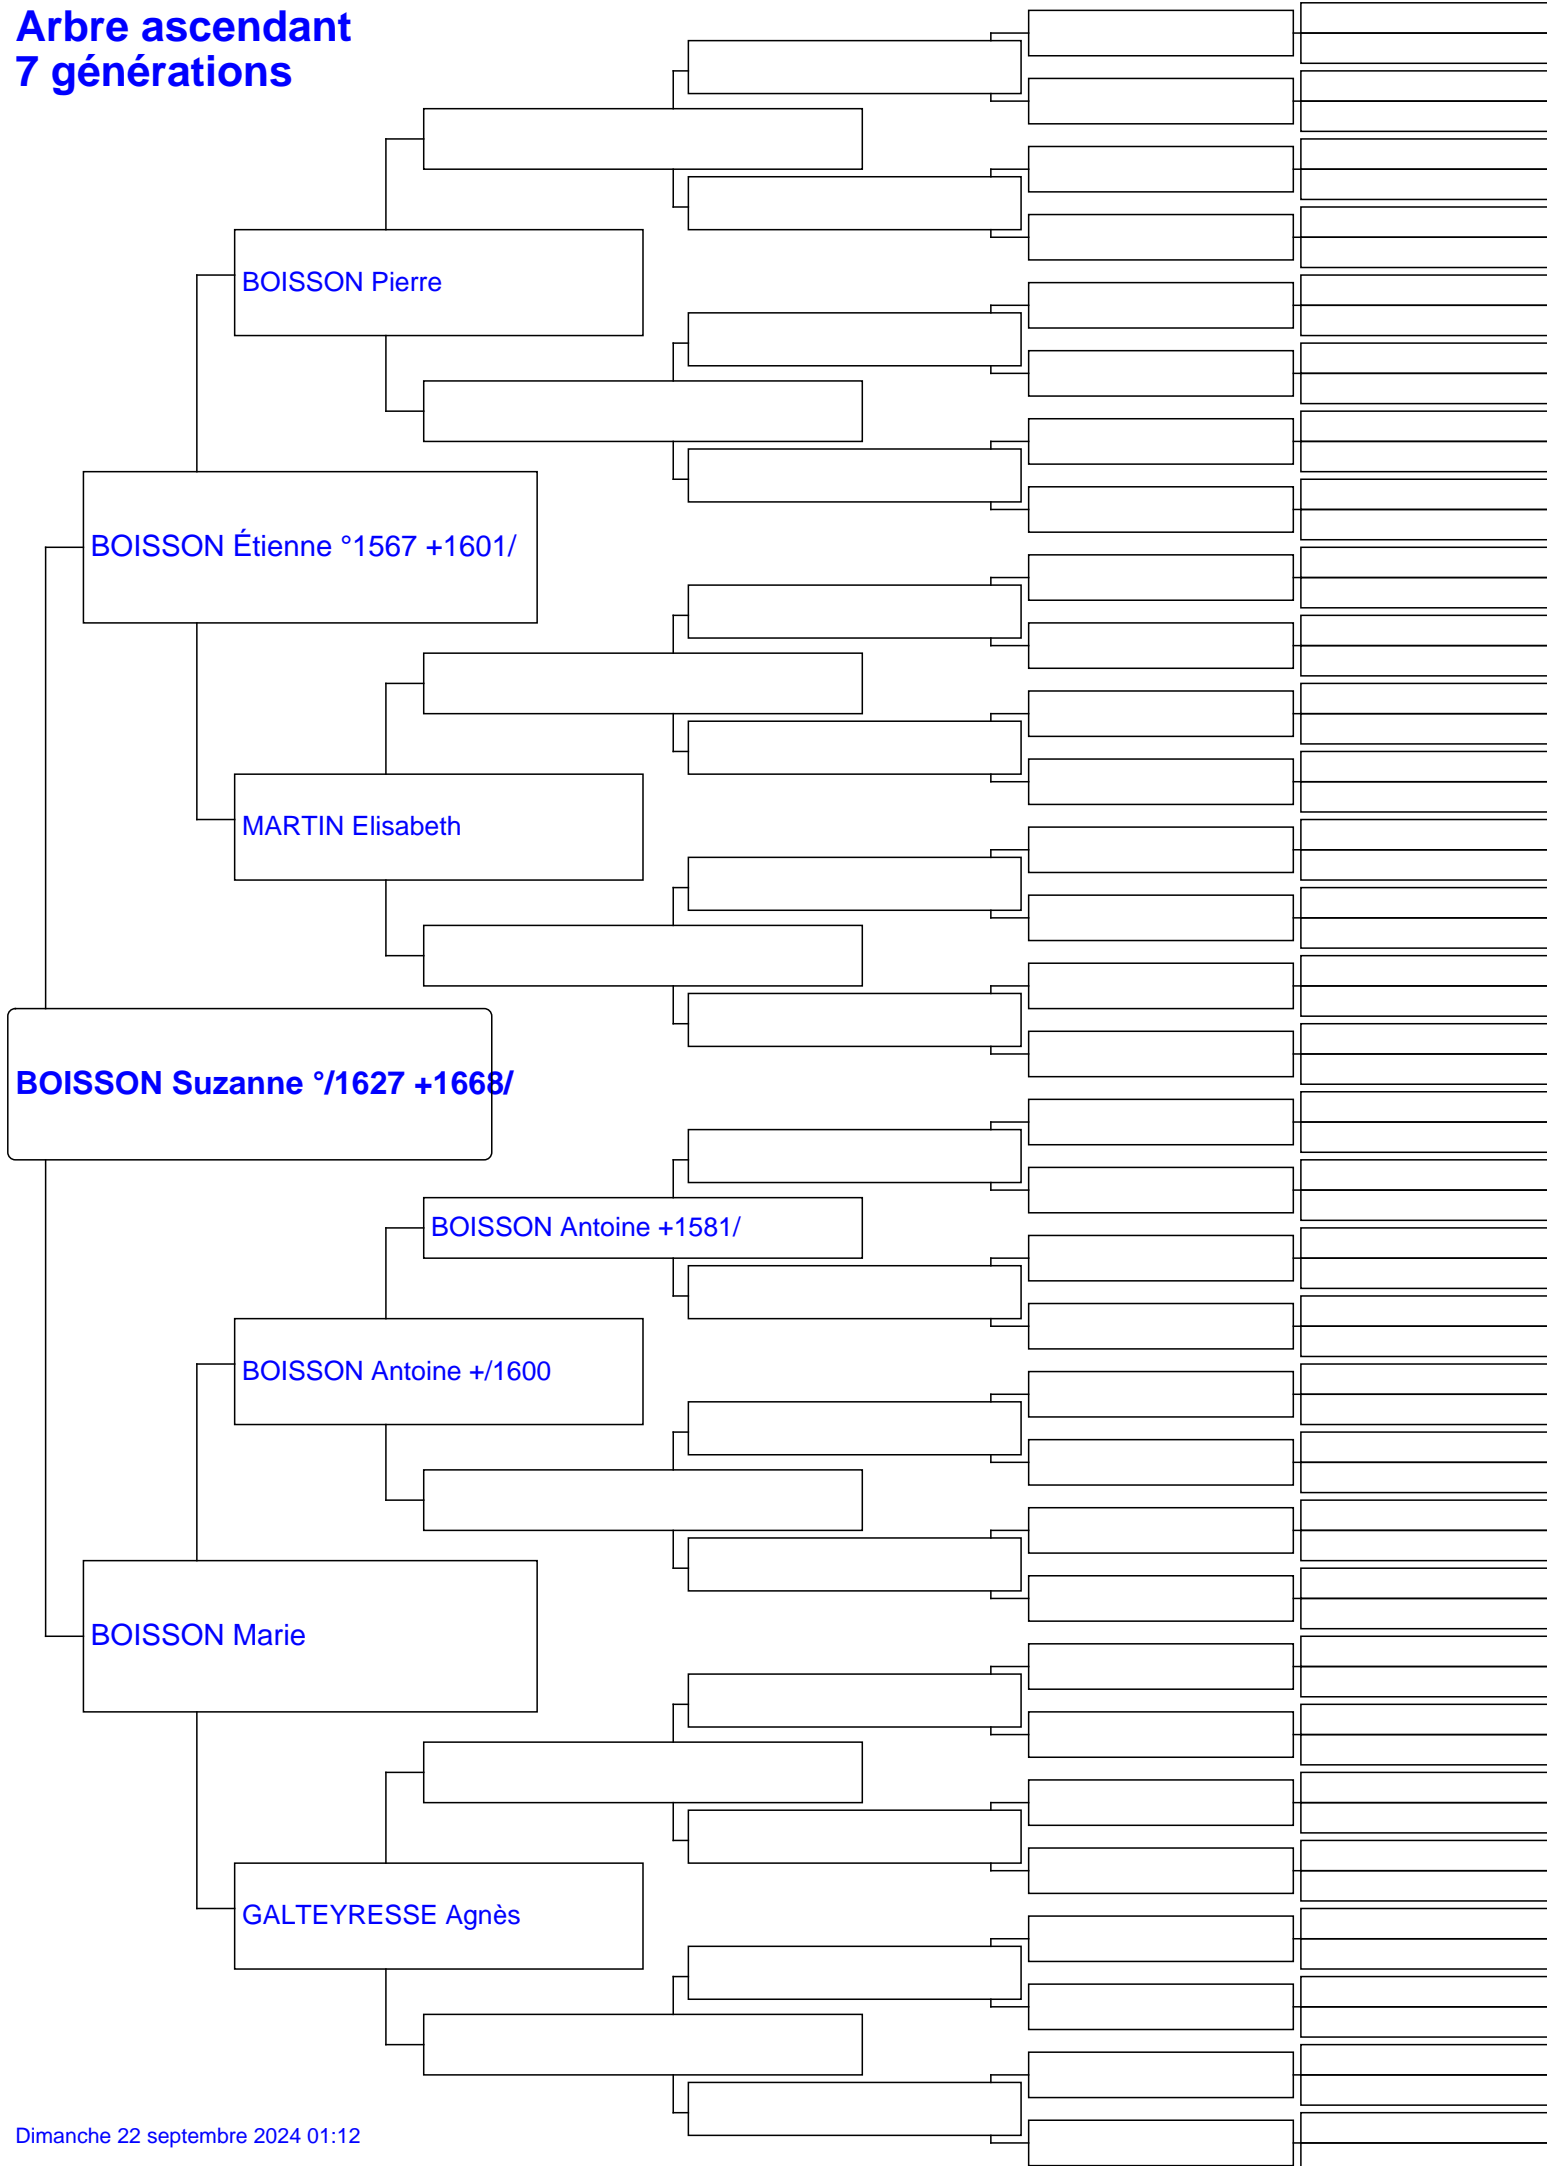 Arbre ascendant
7 générations
BOISSON Pierre
BOISSON Étienne °1567 +1601/
MARTIN Elisabeth
BOISSON Suzanne °/1627 +1668/
BOISSON Antoine +1581/
BOISSON Antoine +/1600
BOISSON Marie
GALTEYRESSE Agnès
Dimanche 22 septembre 2024 01:12